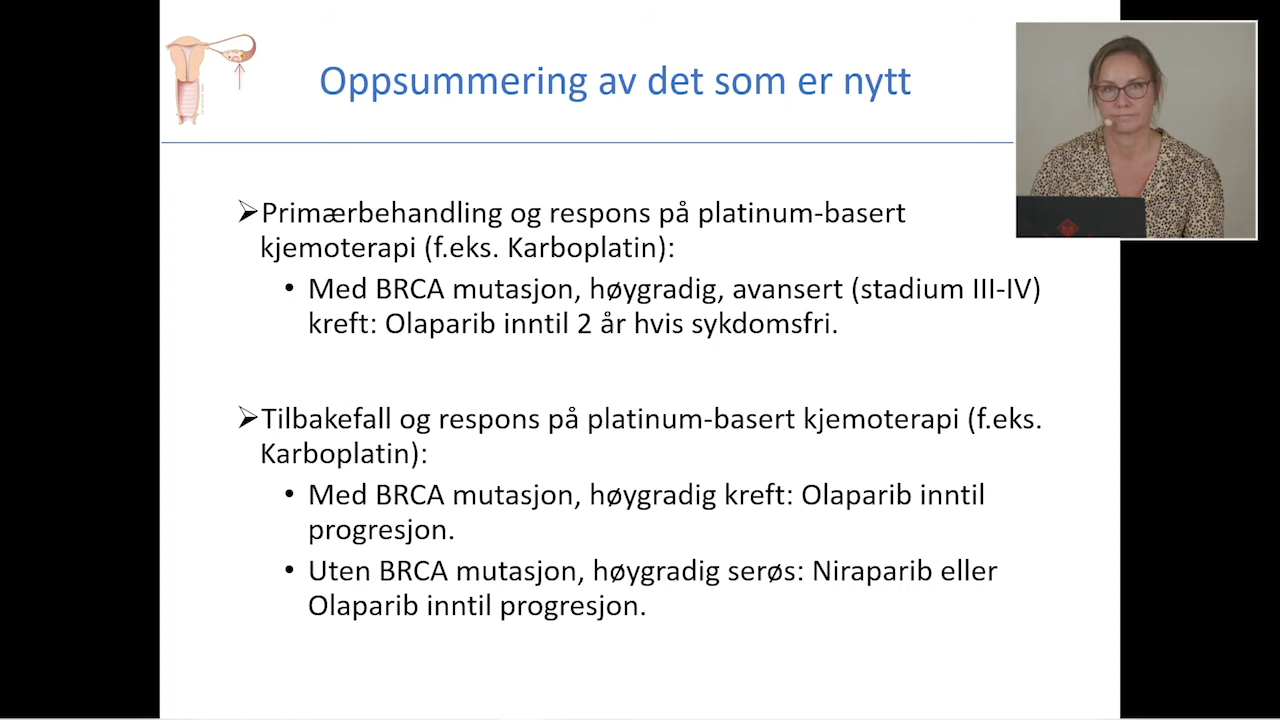 Oppsummering av det som er nytt
➢Primærbehandling og respons på platinum-basert
kjemoterapi (f.eks. Karboplatin):
• Med BRCA mutasjon, høygradig, avansert (stadium III-IV)
kreft: Olaparib inntil 2 år hvis sykdomsfri.
➢Tilbakefall og respons på platinum-basert kjemoterapi (f.eks.
Karboplatin):
• Med BRCA mutasjon, høygradig kreft: Olaparib inntil
progresjon.
• Uten BRCA mutasjon, høygradig serøs: Niraparib eller
Olaparib inntil progresjon.